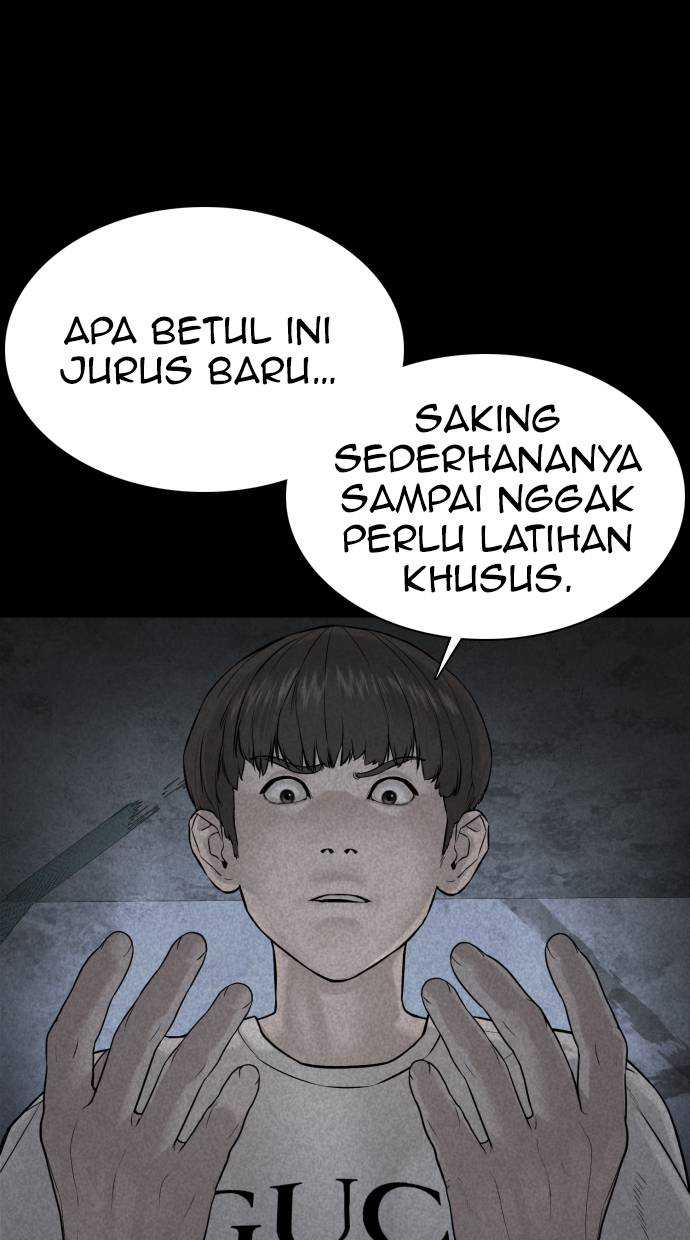 APA BETUL INI
JURUS BARU...
SAKING
SEDERHANANYA
SAMPAI NGGAK
PERLU LATIHAN
KHUSUS.
GUC